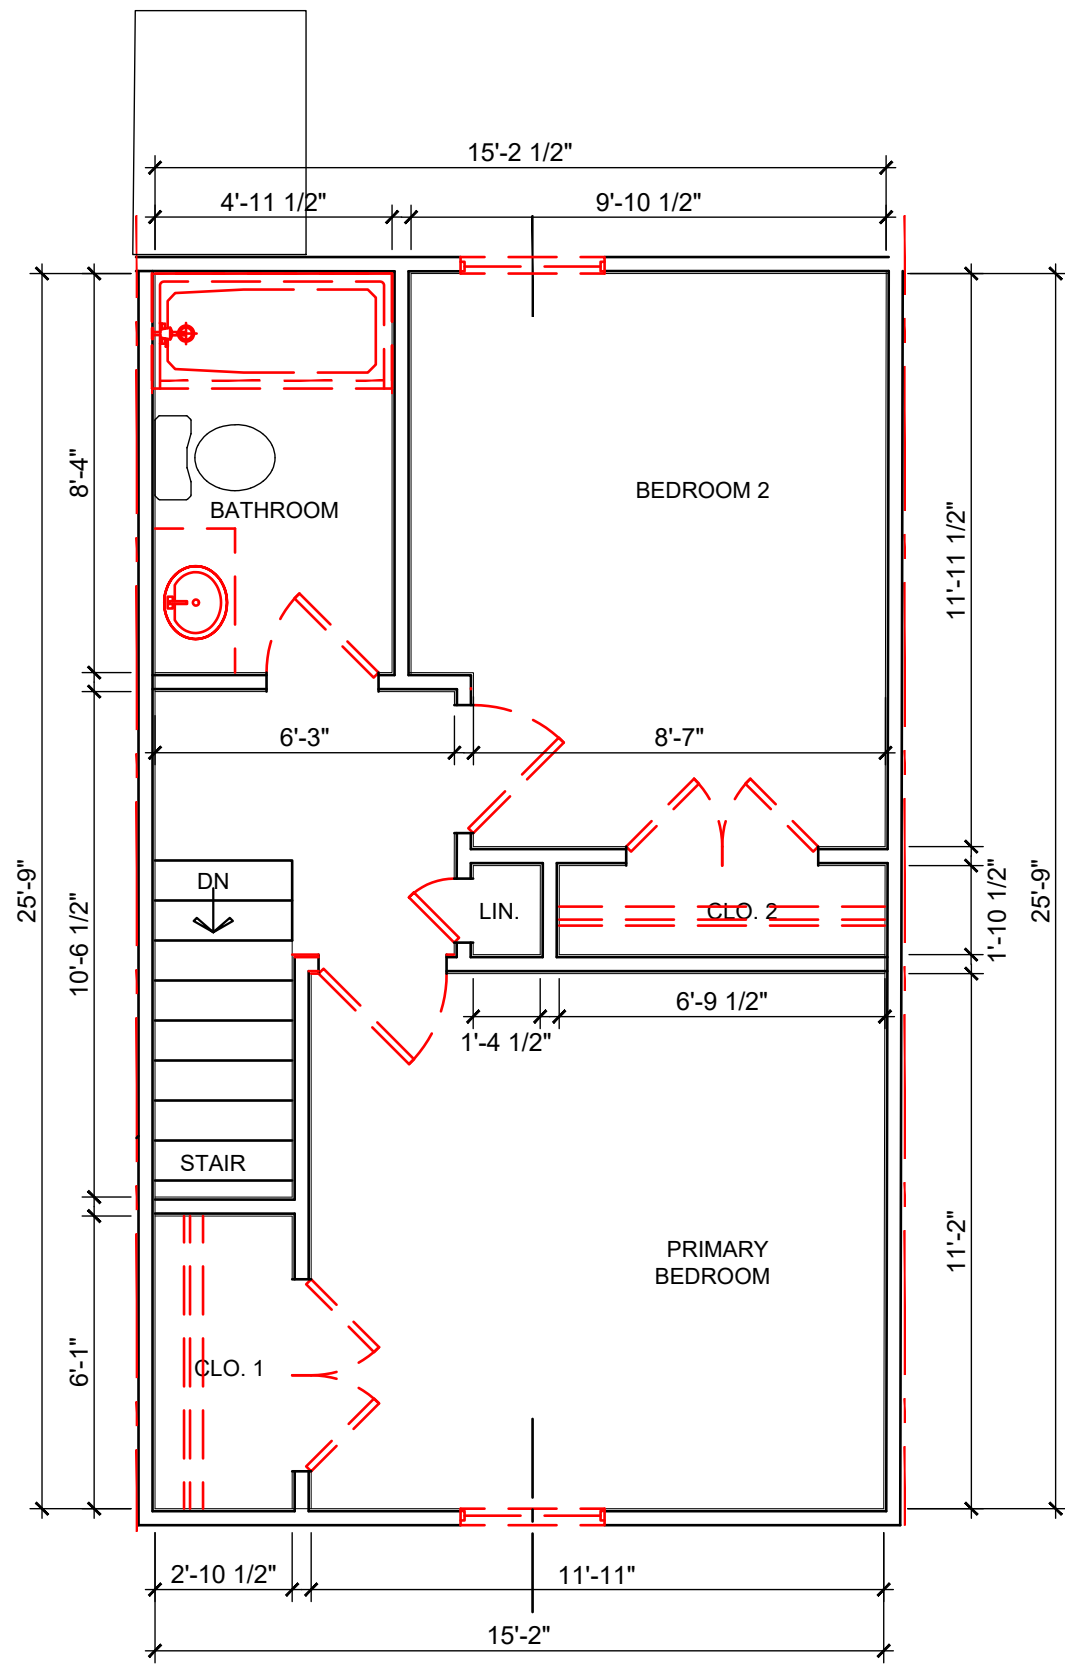 15'-2 1/2"
4'-11 1/2"
9'-10 1/2"
8'-4"
BATHROOM
BEDROOM 2
11'-11 1/2"
6'-3"
8'-7"
25'-9"
10'-6 1/2"
DN
LIN.
CLO. 2
1'-10 1/2"
25'-9"
6'-9 1/2"
1'-4 1/2"
STAIR
PRIMARY
BEDROOM
11'-2"
6'-1"
CLO. 1
2'-10 1/2"
11'-11"
15'-2"